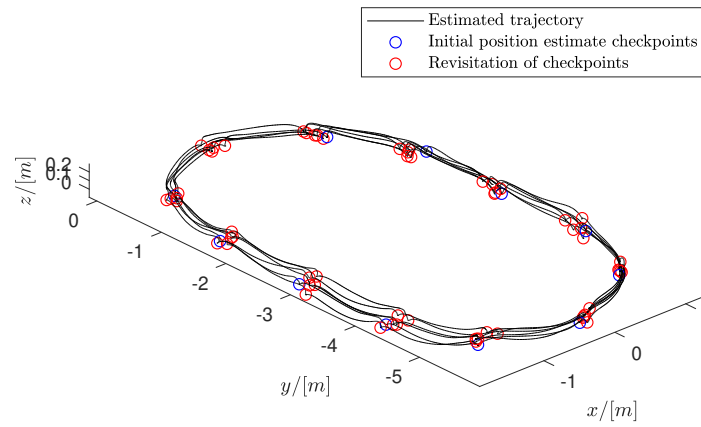 Estimated trajectory
Initial position estimate checkpoints
Revisitation of checkpoints
0.2
0.1
0
z/[m]
0
-1
-2
-3
-4
-5
y/[m]
-1
0
x/[m]